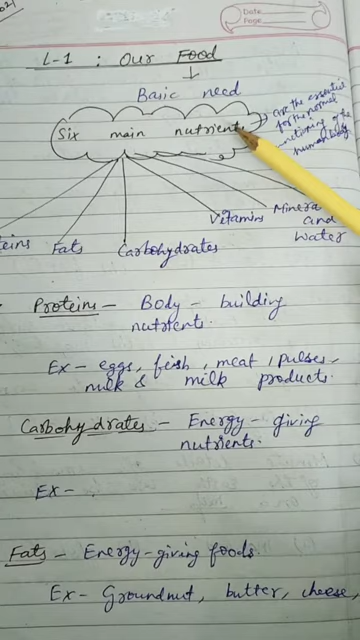 Date
Page
L-1 : Our Food
↓
Basic need
Six main nutrients
are the essential
for the normal
functioning of the
human body
Vitamins
Minera
and
Water
teins Fats Carbohydrates
Proteins - Body - building
nutrients.
Ex - eggs, fish, meat, pulses,
milk & milk products.
Carbohydrates - Energy - giving
nutrients.
Ex -
Fats - Energy-giving foods.
Ex - Groundnut, butter, cheese,